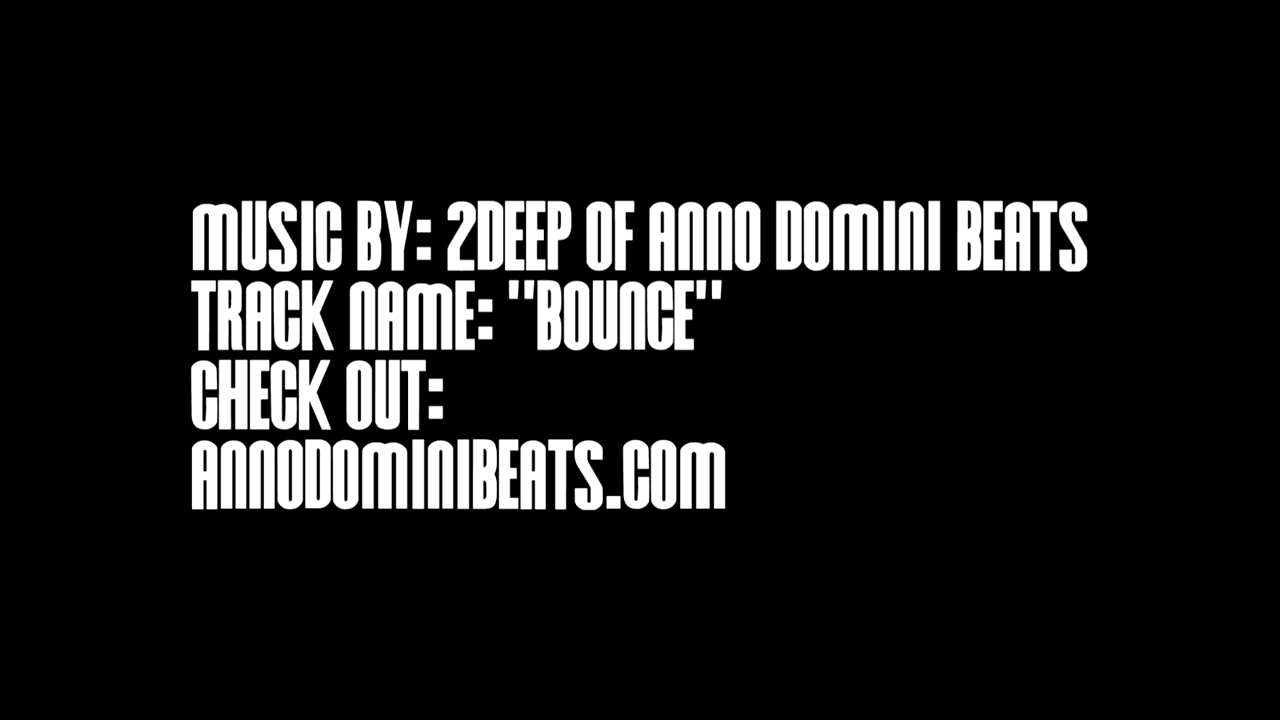 MUSIC BY: 2DEEP OF ANNO DOMINI BEATS
TRACK NAME: "BOUNCE"
CHECK OUT:
ANNODOMINIBEATS.COM